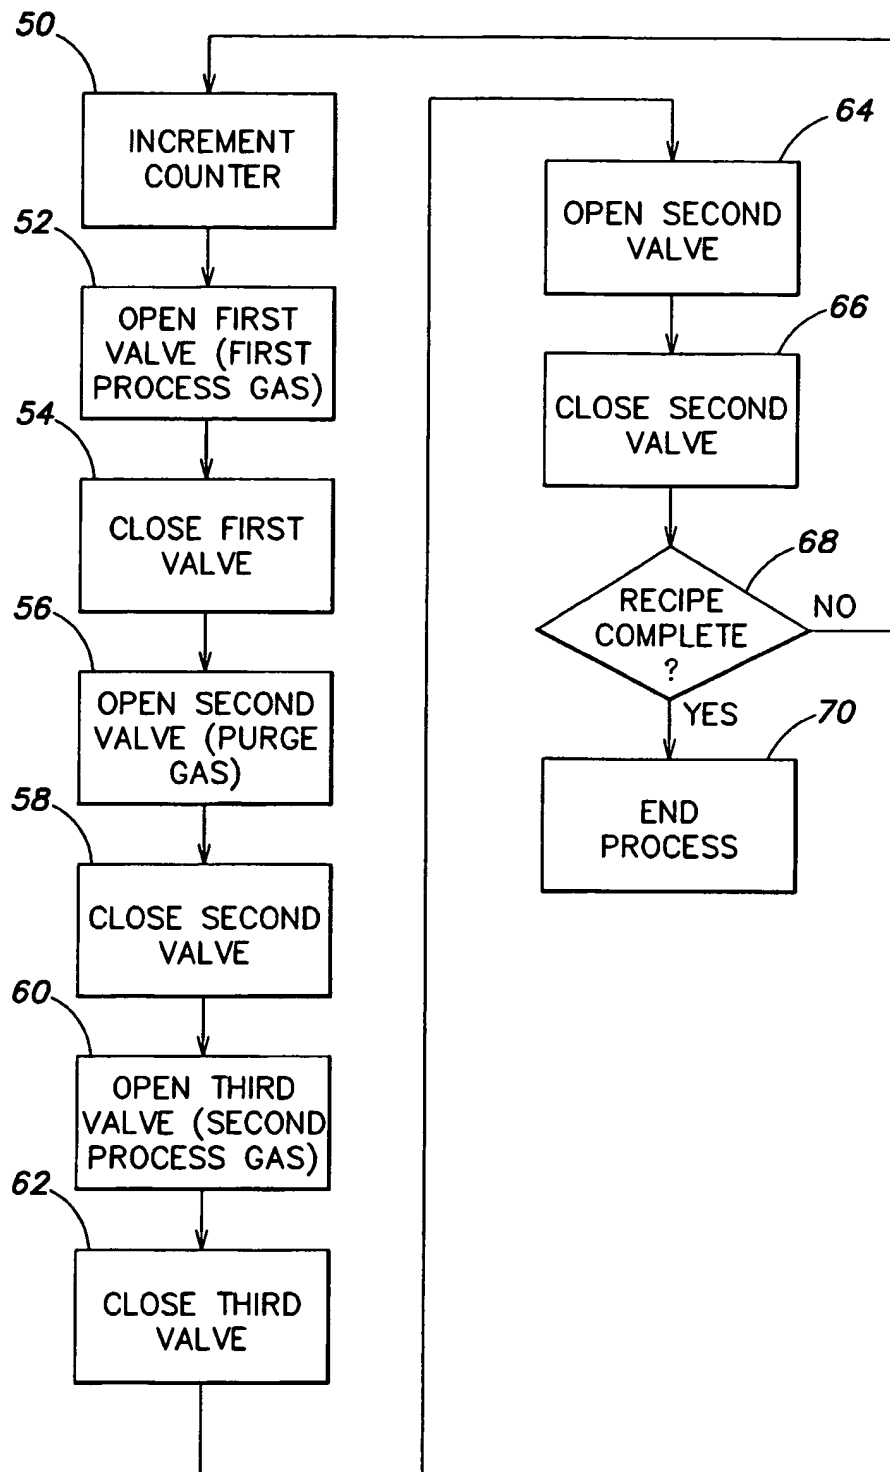 50
INCREMENT
COUNTER
52
OPEN FIRST
VALVE (FIRST
PROCESS GAS)
54
CLOSE FIRST
VALVE
56
OPEN SECOND
VALVE (PURGE
GAS)
58
CLOSE SECOND
VALVE
60
OPEN THIRD
VALVE (SECOND
PROCESS GAS)
62
CLOSE THIRD
VALVE
64
OPEN SECOND
VALVE
66
CLOSE SECOND
VALVE
68
RECIPE
COMPLETE
?
NO
YES
70
END
PROCESS